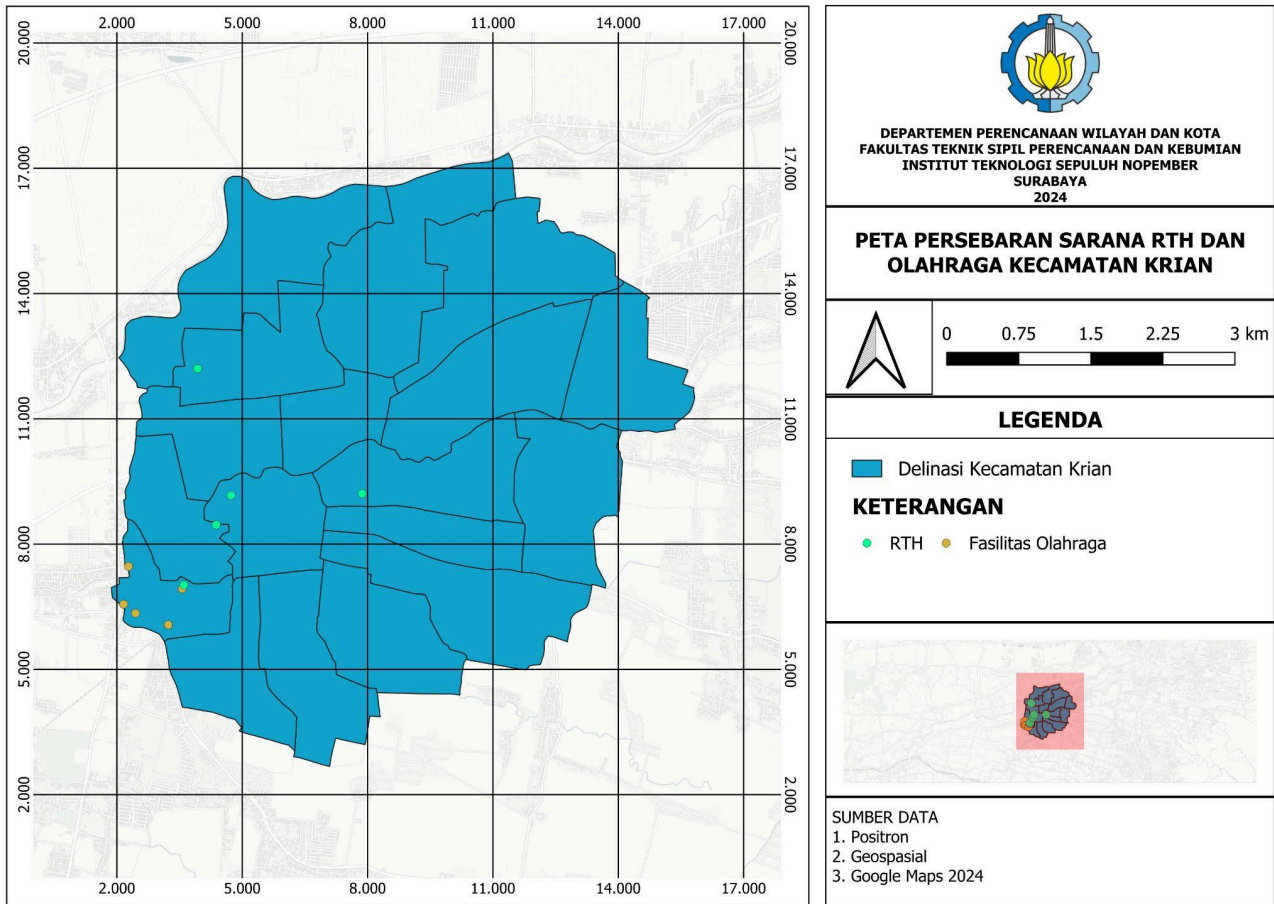 2.000 5.000 8.000 11.000 14.000 17.000
20.000 20.000
17.000 17.000
14.000 14.000
11.000 11.000
8.000 8.000
5.000 5.000
2.000 2.000
2.000 5.000 8.000 11.000 14.000 17.000
DEPARTEMEN PERENCANAAN WILAYAH DAN KOTA
FAKULTAS TEKNIK SIPIL PERENCANAAN DAN KEBUMIAN
INSTITUT TEKNOLOGI SEPULUH NOPEMBER
SURABAYA
2024
PETA PERSEBARAN SARANA RTH DAN
OLAHRAGA KECAMATAN KRIAN
0 0.75 1.5 2.25 3 km
LEGENDA
Delinasi Kecamatan Krian
KETERANGAN
RTH Fasilitas Olahraga
SUMBER DATA
1. Positron
2. Geospasial
3. Google Maps 2024